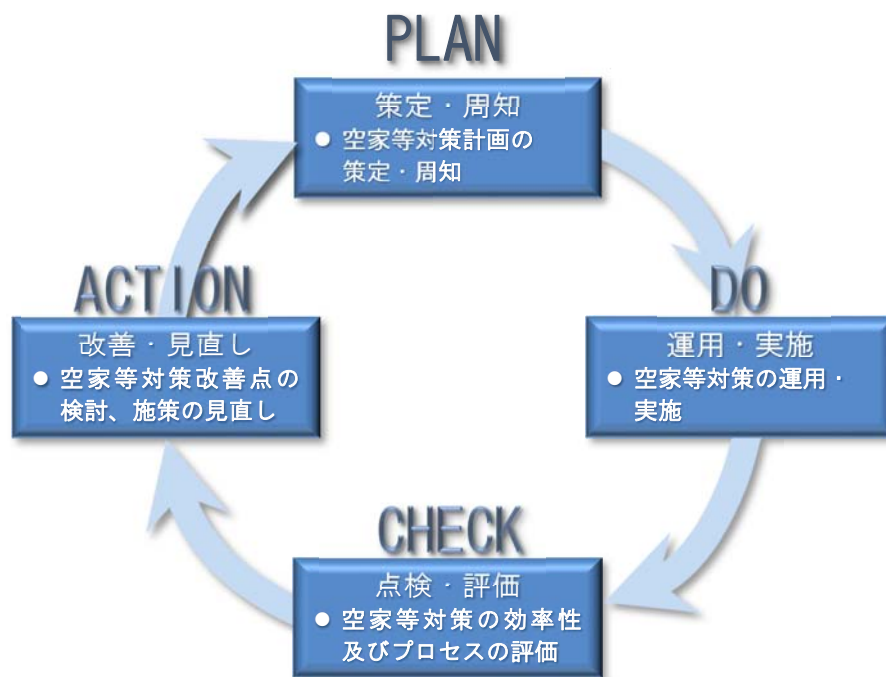 PLAN
策定・周知
● 空家等対策計画の
策定・周知
DO
運用・実施
● 空家等対策の運用・
実施
CHECK
点検・評価
● 空家等対策の効率性
及びプロセスの評価
ACTION
改善・見直し
● 空家等対策改善点の
検討、施策の見直し